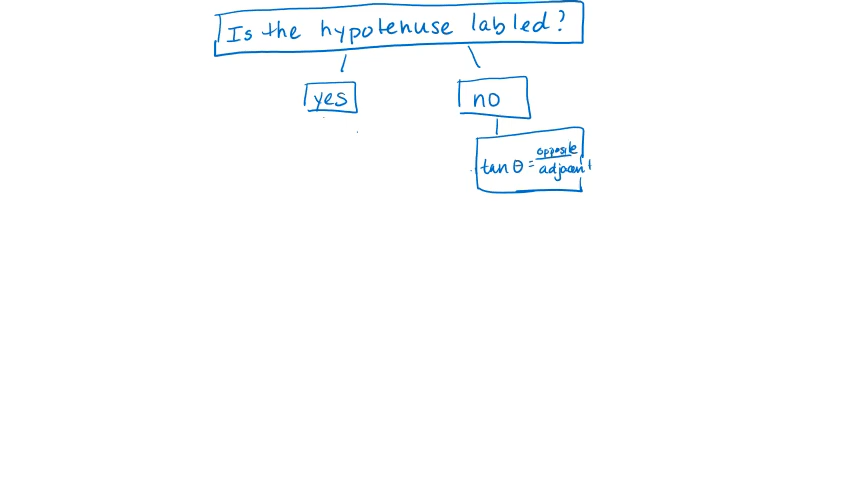 Is the hypotenuse labled?
yes
no
tan θ = opposite/adjacent